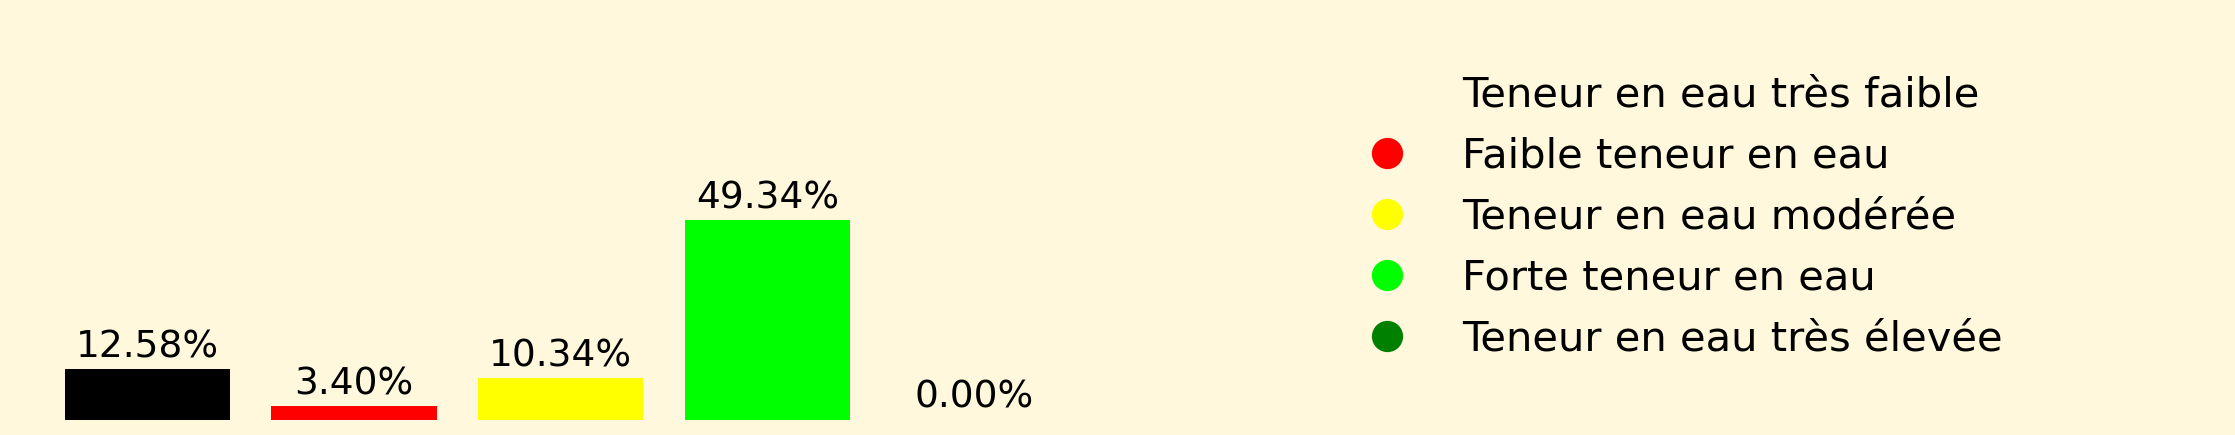 12.58%
3.40%
10.34%
49.34%
0.00%
Teneur en eau très faible
Faible teneur en eau
Teneur en eau modérée
Forte teneur en eau
Teneur en eau très élevée